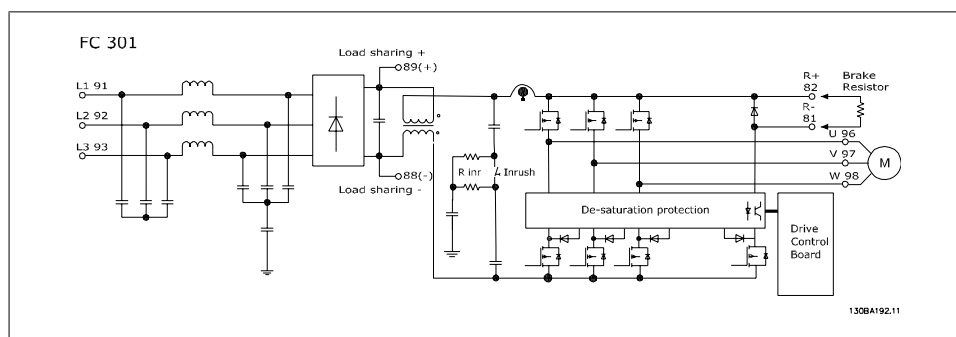 FC 301
Load sharing +
89(+)
L1 91
L2 92
L3 93
R+
82
Brake
Resistor
R-
81
U 96
V 97
W 98
M
R inr
Inrush
88(-)
Load sharing -
De-saturation protection
Drive
Control
Board
130BA192.11